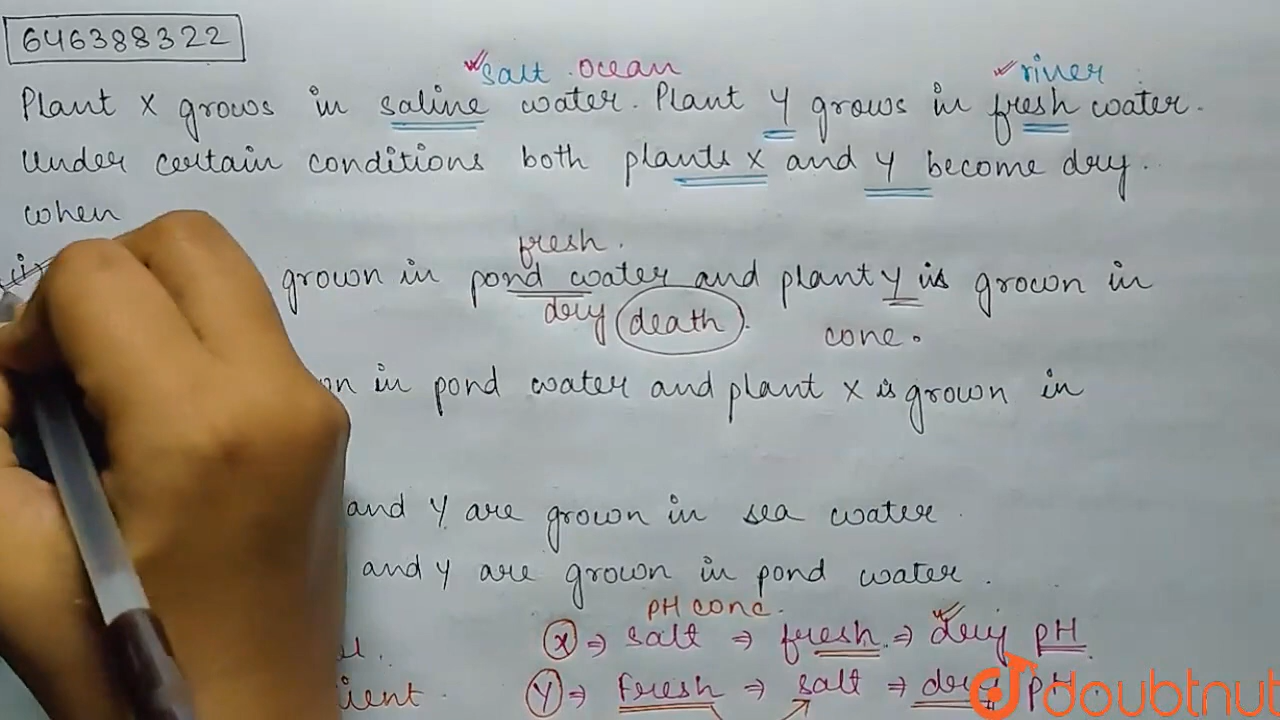 646388322
salt ocean river
Plant X grows in saline water. Plant Y grows in fresh water.
Under certain conditions both plants X and Y become dry.
when
fresh.
(i) grown in pond water and plant Y is grown in
dry death. conc.
in pond water and plant X is grown in
and Y are grown in sea water.
and Y are grown in pond water.
PH conc.
X ⇒ salt ⇒ fresh ⇒ dry pH
Y ⇒ fresh ⇒ salt ⇒ dry pH.
doubtnut